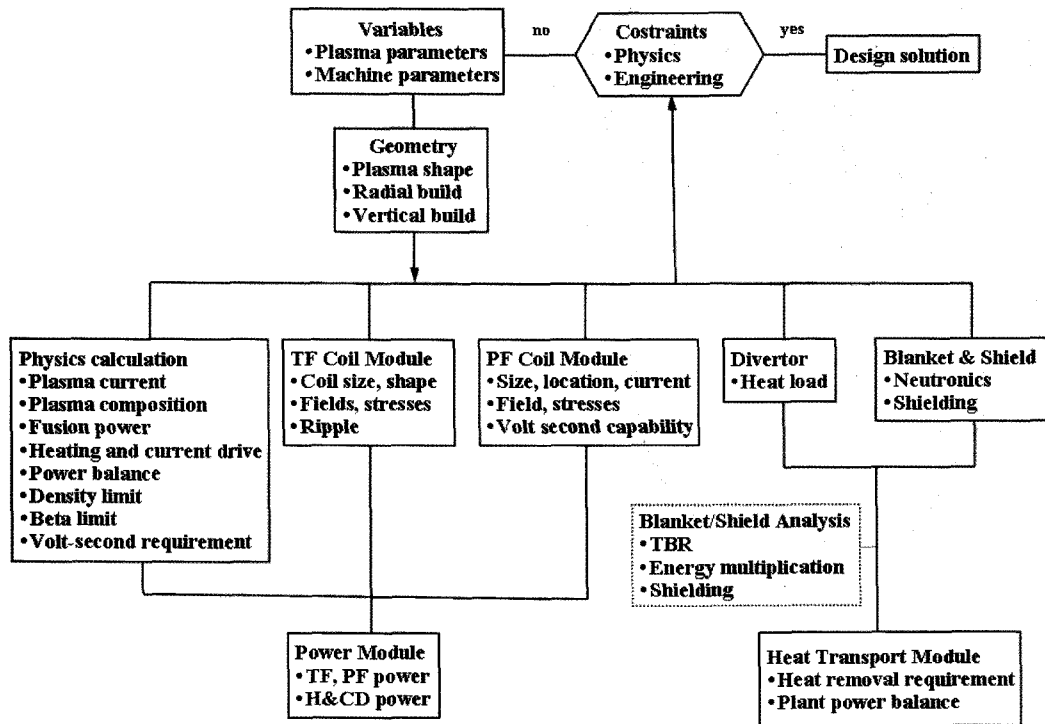 Variables
•Plasma parameters
•Machine parameters
no
Costraints
•Physics
•Engineering
yes
Design solution
Geometry
•Plasma shape
•Radial build
•Vertical build
Physics calculation
•Plasma current
•Plasma composition
•Fusion power
•Heating and current drive
•Power balance
•Density limit
•Beta limit
•Volt-second requirement
TF Coil Module
•Coil size, shape
•Fields, stresses
•Ripple
PF Coil Module
•Size, location, current
•Field, stresses
•Volt second capability
Divertor
•Heat load
Blanket & Shield
•Neutronics
•Shielding
Blanket/Shield Analysis
•TBR
•Energy multiplication
•Shielding
Power Module
•TF, PF power
•H&CD power
Heat Transport Module
•Heat removal requirement
•Plant power balance